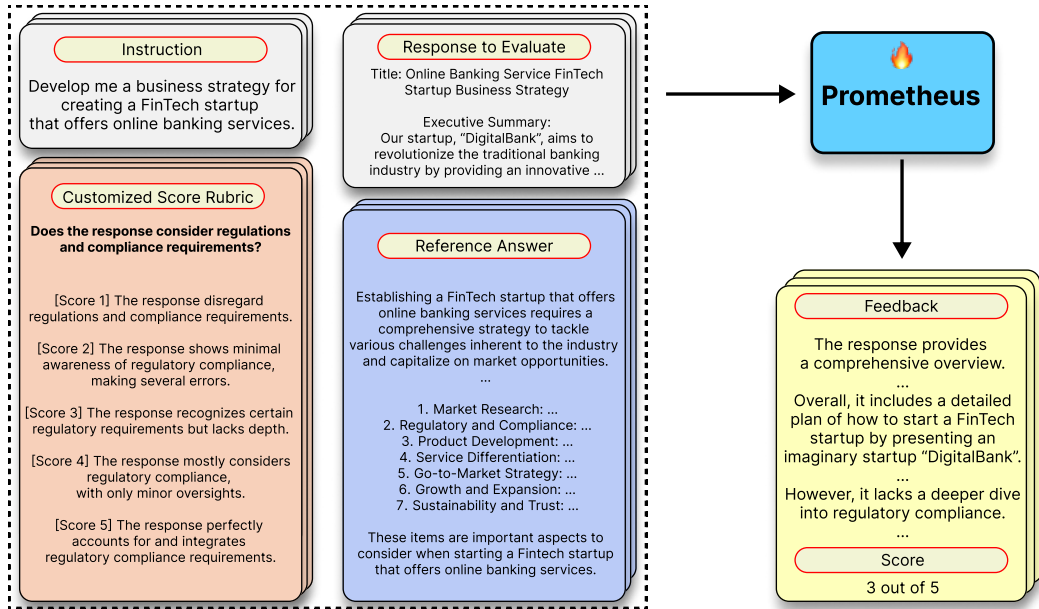 Instruction
Develop me a business strategy for
creating a FinTech startup
that offers online banking services.
Customized Score Rubric
Does the response consider regulations
and compliance requirements?
[Score 1] The response disregard
regulations and compliance requirements.
[Score 2] The response shows minimal
awareness of regulatory compliance,
making several errors.
[Score 3] The response recognizes certain
regulatory requirements but lacks depth.
[Score 4] The response mostly considers
regulatory compliance,
with only minor oversights.
[Score 5] The response perfectly
accounts for and integrates
regulatory compliance requirements.
Response to Evaluate
Title: Online Banking Service FinTech
Startup Business Strategy
Executive Summary:
Our startup, “DigitalBank”, aims to
revolutionize the traditional banking
industry by providing an innovative ...
Reference Answer
Establishing a FinTech startup that offers
online banking services requires a
comprehensive strategy to tackle
various challenges inherent to the industry
and capitalize on market opportunities.
...
1. Market Research: ...
2. Regulatory and Compliance: ...
3. Product Development: ...
4. Service Differentiation: ...
5. Go-to-Market Strategy: ...
6. Growth and Expansion: ...
7. Sustainability and Trust: ...
These items are important aspects to
consider when starting a Fintech startup
that offers online banking services.
Prometheus
Feedback
The response provides
a comprehensive overview.
...
Overall, it includes a detailed
plan of how to start a FinTech
startup by presenting an
imaginary startup “DigitalBank”.
...
However, it lacks a deeper dive
into regulatory compliance.
...
Score
3 out of 5